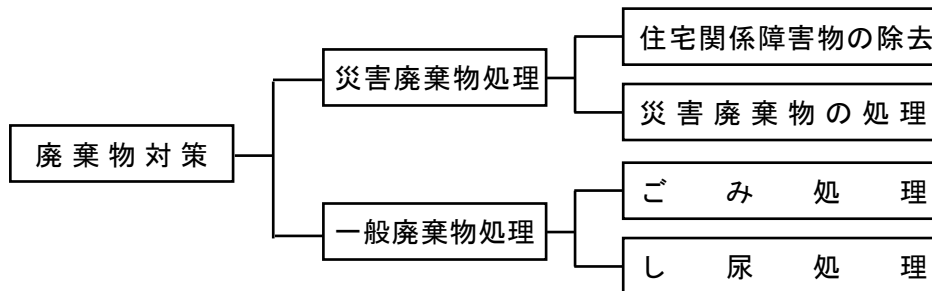 廃棄物対策
災害廃棄物処理
住宅関係障害物の除去
災害廃棄物の処理
一般廃棄物処理
ごみ処理
し尿処理